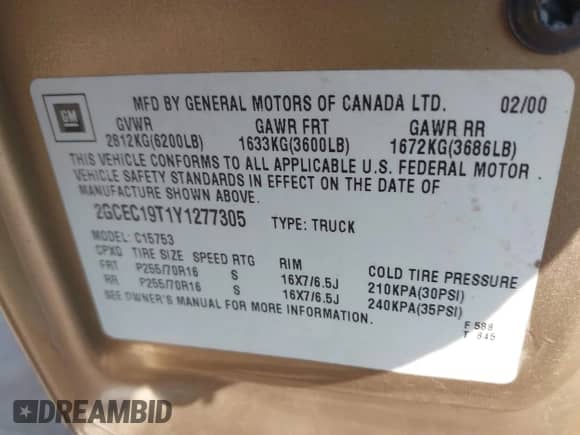 GM
MFD BY GENERAL MOTORS OF CANADA LTD. 02/00
GVWR GAWR FRT GAWR RR
2812KG(6200LB) 1633KG(3600LB) 1672KG(3686LB)
THIS VEHICLE CONFORMS TO ALL APPLICABLE U.S. FEDERAL MOTOR
VEHICLE SAFETY STANDARDS IN EFFECT ON THE DATE OF
MANUFACTURE SHOWN ABOVE.
2GCEC19T1Y1277305 TYPE: TRUCK
MODEL: C15753
CPXD TIRE SIZE SPEED RTG RIM COLD TIRE PRESSURE
FRT P255/70R16 S 16X7/6.5J 210KPA(30PSI)
RR P255/70R16 S 16X7/6.5J 240KPA(35PSI)
SEE OWNER'S MANUAL FOR MORE INFORMATION.
F 588
T 845
DREAMBID